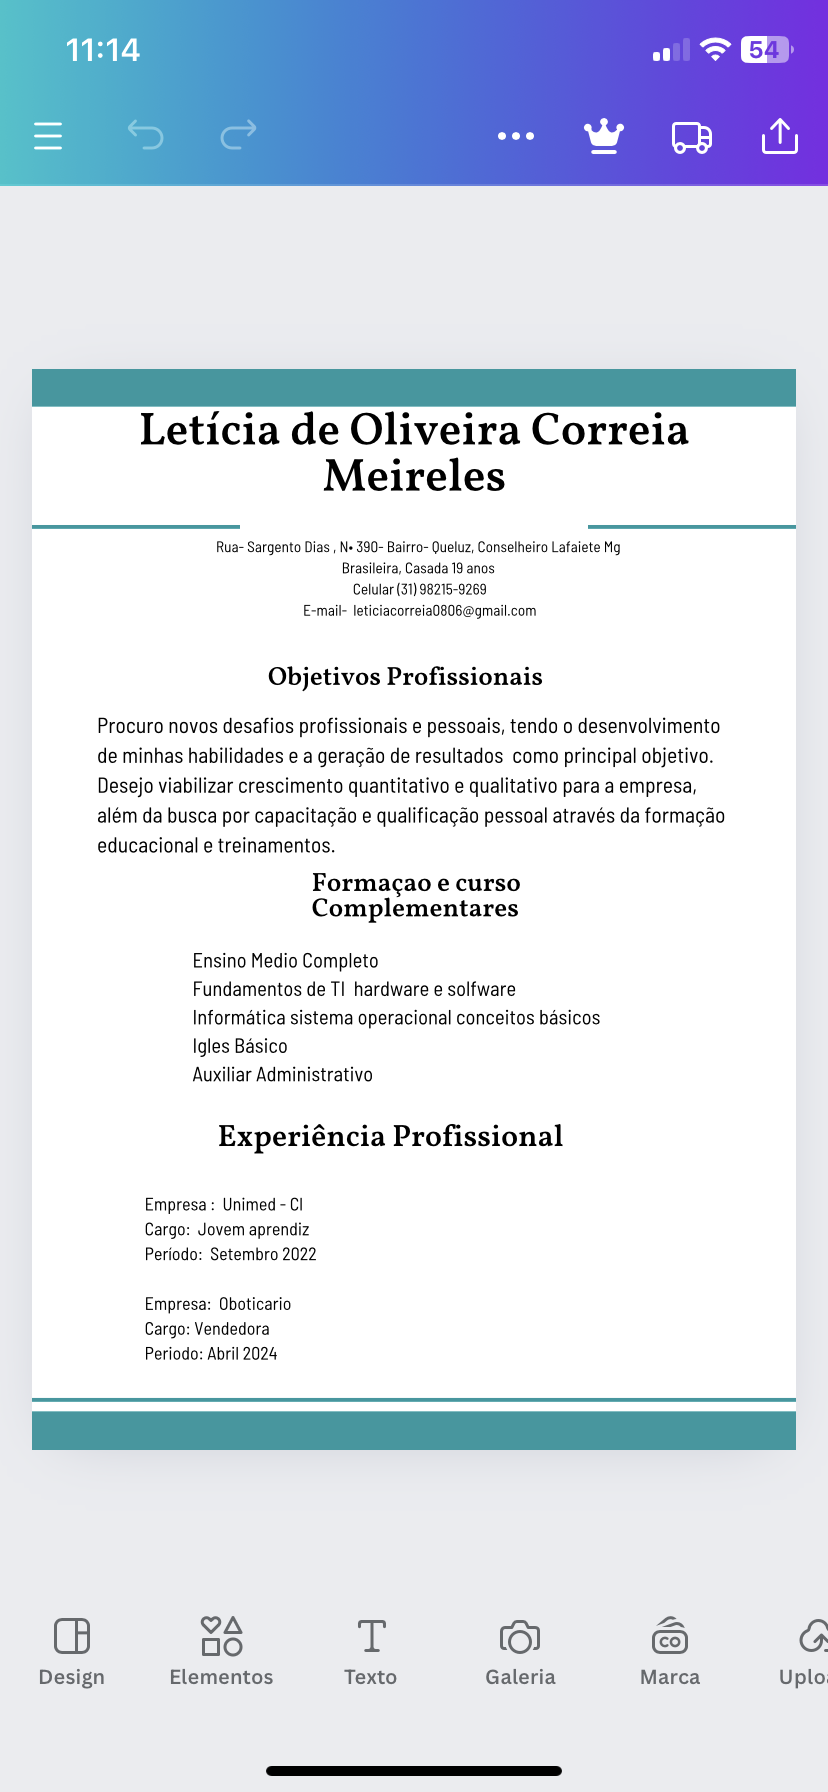 11:14
54
Letícia de Oliveira Correia
Meireles
Rua- Sargento Dias , N• 390- Bairro- Queluz, Conselheiro Lafaiete Mg
Brasileira, Casada 19 anos
Celular (31) 98215-9269
E-mail-  leticiacorreia0806@gmail.com
Objetivos Profissionais
Procuro novos desafios profissionais e pessoais, tendo o desenvolvimento
de minhas habilidades e a geração de resultados  como principal objetivo.
Desejo viabilizar crescimento quantitativo e qualitativo para a empresa,
além da busca por capacitação e qualificação pessoal através da formação
educacional e treinamentos.
Formaçao e curso
Complementares
Ensino Medio Completo
Fundamentos de TI  hardware e solfware
Informática sistema operacional conceitos básicos
Igles Básico
Auxiliar Administrativo
Experiência Profissional
Empresa :  Unimed - Cl
Cargo:  Jovem aprendiz
Período:  Setembro 2022
Empresa:  Oboticario
Cargo: Vendedora
Periodo: Abril 2024
Design
Elementos
Texto
Galeria
CO
Marca
Uploa